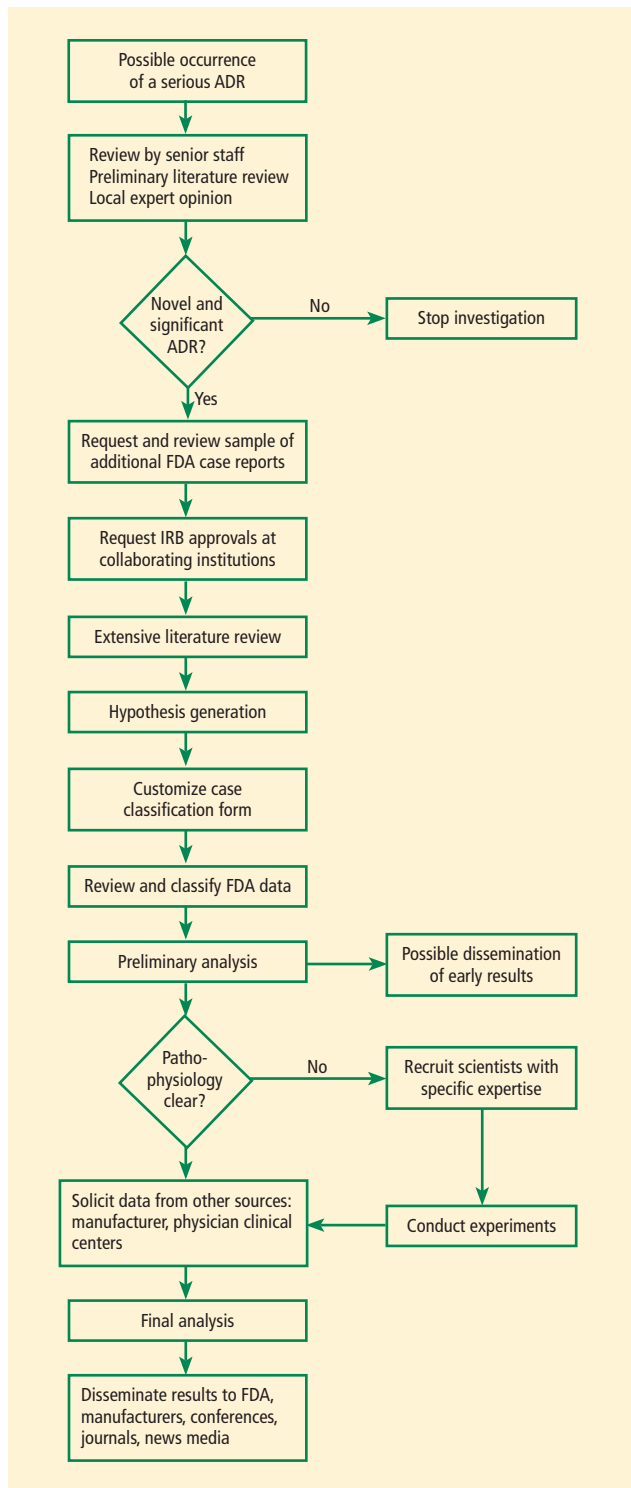 Possible occurrence
of a serious ADR
Review by senior staff
Preliminary literature review
Local expert opinion
Novel and
significant
ADR?
No
Stop investigation
Yes
Request and review sample of
additional FDA case reports
Request IRB approvals at
collaborating institutions
Extensive literature review
Hypothesis generation
Customize case
classification form
Review and classify FDA data
Preliminary analysis
Possible dissemination
of early results
Patho-
physiology
clear?
No
Recruit scientists with
specific expertise
Solicit data from other sources:
manufacturer, physician clinical
centers
Conduct experiments
Final analysis
Disseminate results to FDA,
manufacturers, conferences,
journals, news media